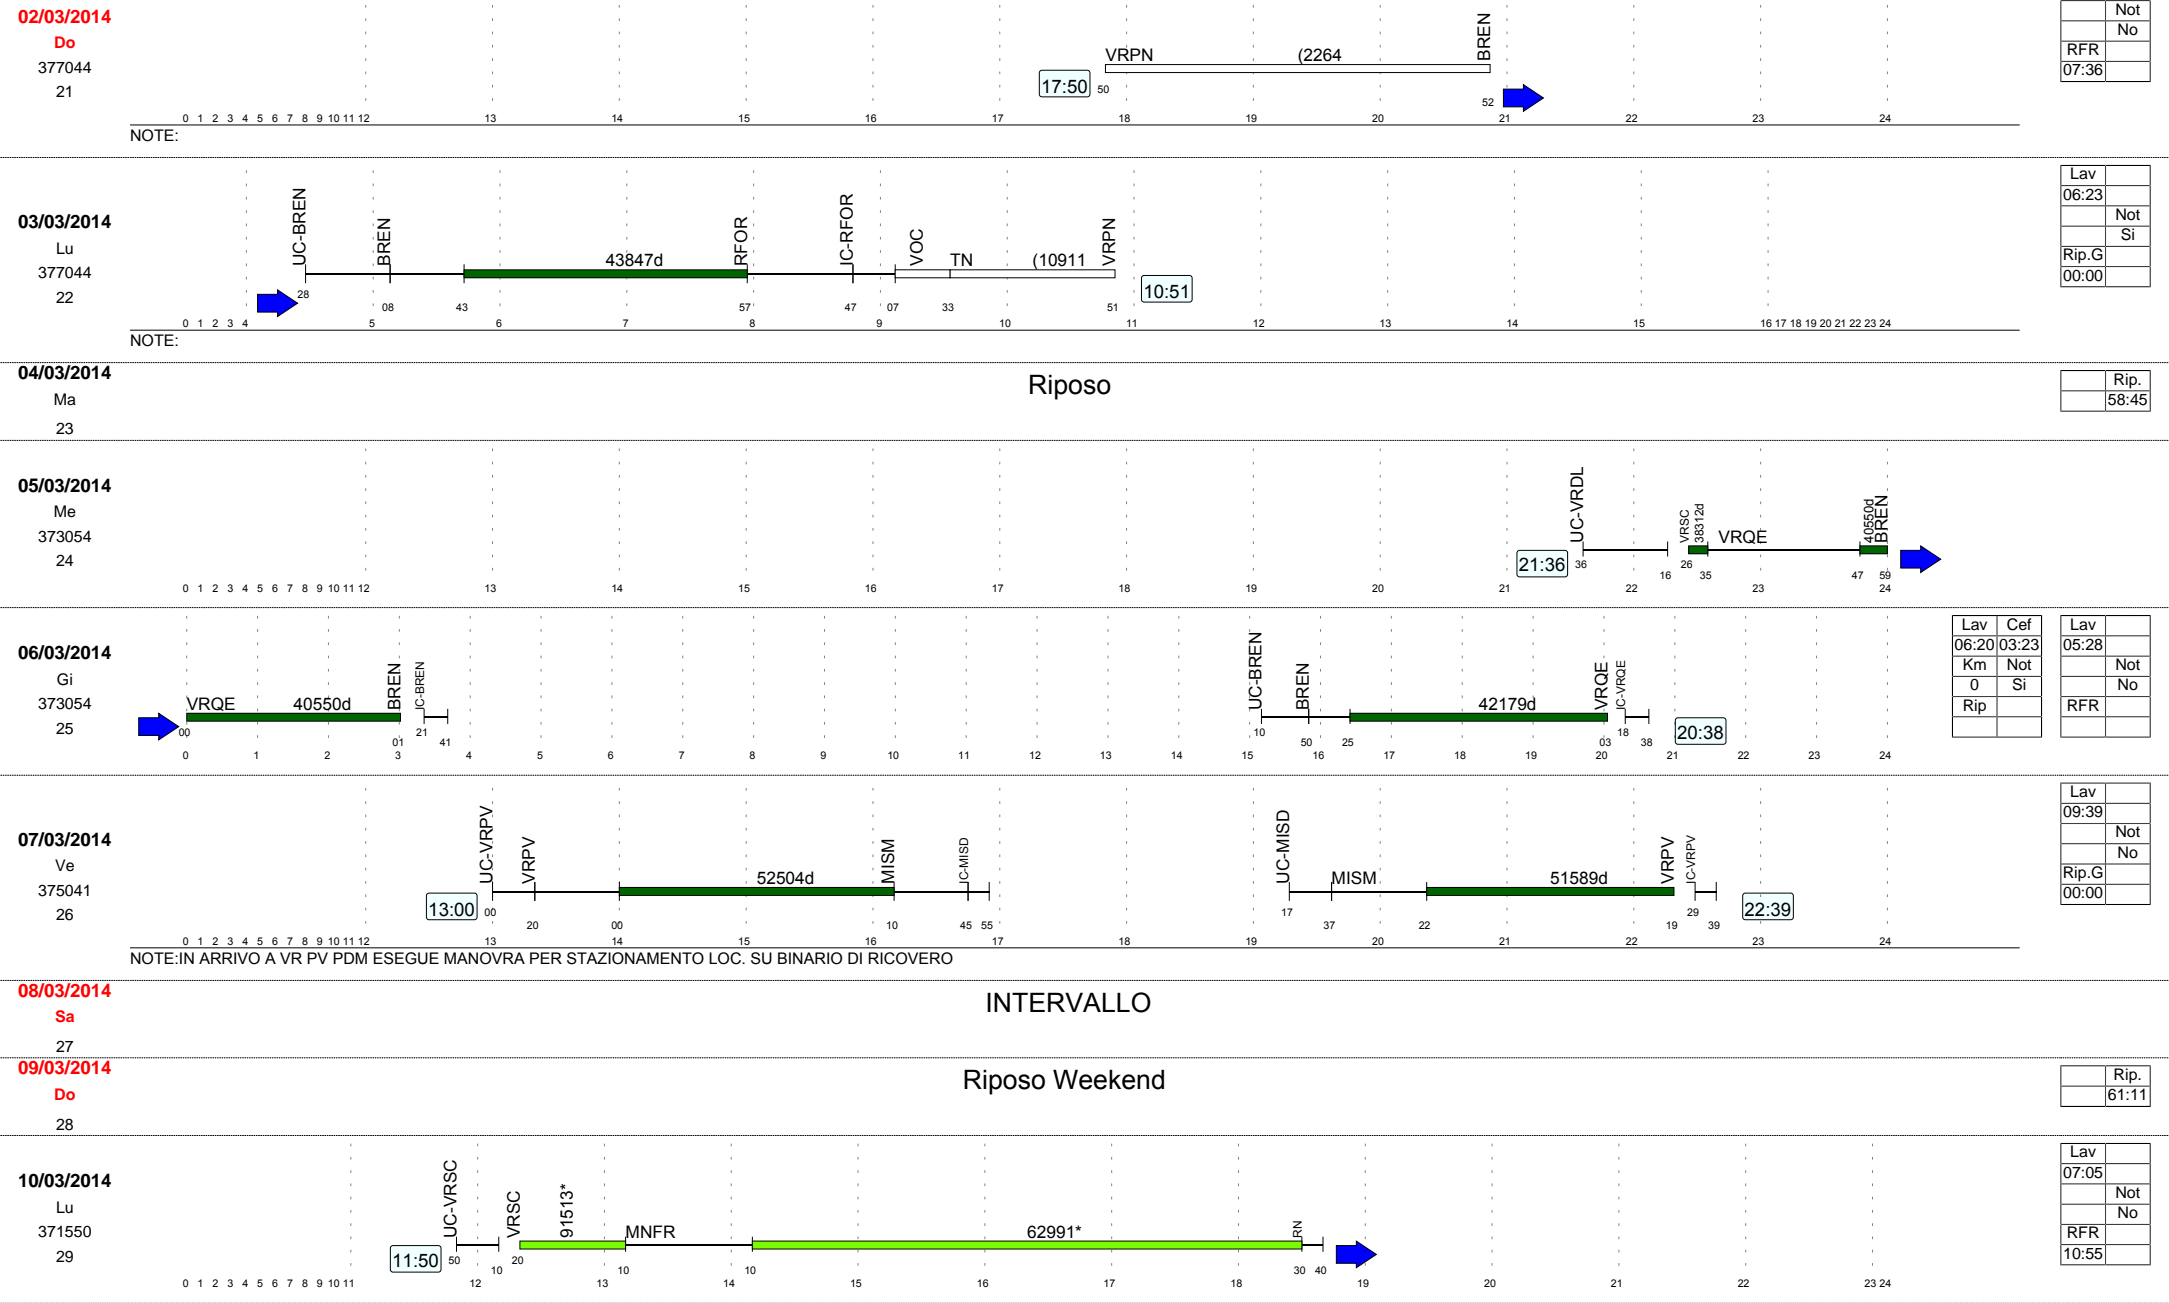 02/03/2014
Do
377044
21
VRPN (2264 BREN
17:50 50 52
0 1 2 3 4 5 6 7 8 9 10 11 12 13 14 15 16 17 18 19 20 21 22 23 24
NOTE:
Not
No
RFR
07:36
03/03/2014
Lu
377044
22
UC-BREN BREN 43847d RFOR IC-RFOR VOC TN (10911 VRPN
28 08 43 57 47 07 33 51 10:51
0 1 2 3 4 5 6 7 8 9 10 11 12 13 14 15 16 17 18 19 20 21 22 23 24
NOTE:
Lav
06:23
Not
Si
Rip.G
00:00
04/03/2014
Ma
23
Riposo
Rip.
58:45
05/03/2014
Me
373054
24
UC-VRDL VRSC 38312d VRQE 40550d BREN
21:36 36 16 26 35 47 59
0 1 2 3 4 5 6 7 8 9 10 11 12 13 14 15 16 17 18 19 20 21 22 23 24
06/03/2014
Gi
373054
25
VRQE 40550d BREN IC-BREN UC-BREN BREN 42179d VRQE IC-VRQE
00 01 21 41 10 50 25 03 18 38 20:38
0 1 2 3 4 5 6 7 8 9 10 11 12 13 14 15 16 17 18 19 20 21 22 23 24
Lav Cef
06:20 03:23
Km Not
0 Si
Rip
Lav
05:28
Not
No
RFR
07/03/2014
Ve
375041
26
UC-VRPV VRPV 52504d MISM IC-MISD UC-MISD MISM 51589d VRPV IC-VRPV
13:00 00 20 00 10 45 55 17 37 22 19 29 39 22:39
0 1 2 3 4 5 6 7 8 9 10 11 12 13 14 15 16 17 18 19 20 21 22 23 24
NOTE:IN ARRIVO A VR PV PDM ESEGUE MANOVRA PER STAZIONAMENTO LOC. SU BINARIO DI RICOVERO
Lav
09:39
Not
No
Rip.G
00:00
08/03/2014
Sa
27
INTERVALLO
09/03/2014
Do
28
Riposo Weekend
Rip.
61:11
10/03/2014
Lu
371550
29
UC-VRSC VRSC 91513* MNFR 62991* RN
11:50 50 10 20 10 10 30 40
0 1 2 3 4 5 6 7 8 9 10 11 12 13 14 15 16 17 18 19 20 21 22 23 24
Lav
07:05
Not
No
RFR
10:55